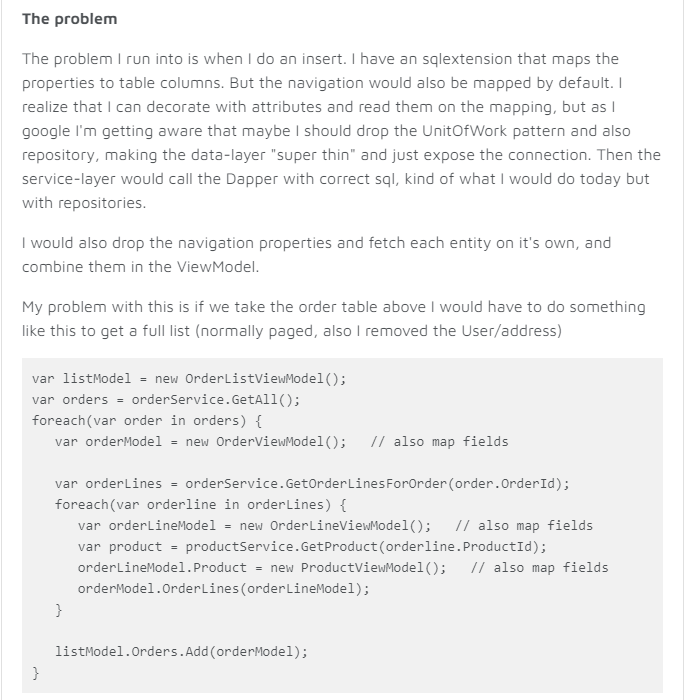 The problem
The problem I run into is when I do an insert. I have an sqlextension that maps the
properties to table columns. But the navigation would also be mapped by default. I
realize that I can decorate with attributes and read them on the mapping, but as I
google I'm getting aware that maybe I should drop the UnitOfWork pattern and also
repository, making the data-layer "super thin" and just expose the connection. Then the
service-layer would call the Dapper with correct sql, kind of what I would do today but
with repositories.
I would also drop the navigation properties and fetch each entity on it's own, and
combine them in the ViewModel.
My problem with this is if we take the order table above I would have to do something
like this to get a full list (normally paged, also I removed the User/address)
var listModel = new OrderListViewModel();
var orders = orderService.GetAll();
foreach(var order in orders) {
   var orderModel = new OrderViewModel();   // also map fields
   var orderLines = orderService.GetOrderLinesForOrder(order.OrderId);
   foreach(var orderline in orderLines) {
      var orderLineModel = new OrderLineViewModel();   // also map fields
      var product = productService.GetProduct(orderline.ProductId);
      orderLineModel.Product = new ProductViewModel();   // also map fields
      orderModel.OrderLines(orderLineModel);
   }
   listModel.Orders.Add(orderModel);
}